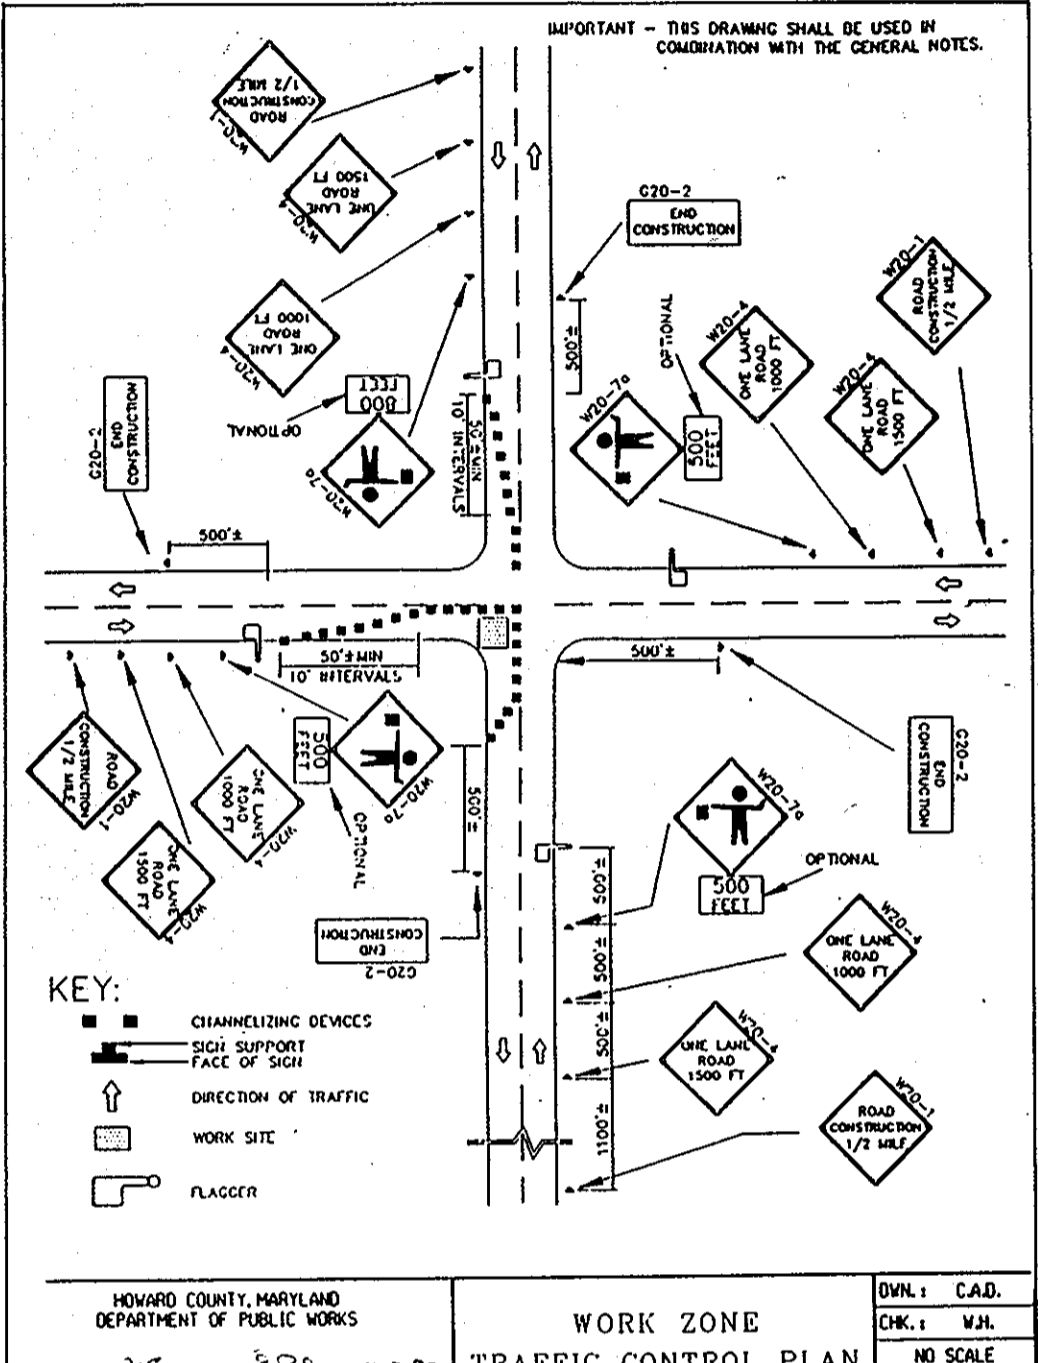 IMPORTANT - THIS DRAWING SHALL BE USED IN
COMBINATION WITH THE GENERAL NOTES.
ROAD
CONSTRUCTION
1/2 MILE
W20-1
ONE LANE
ROAD
1500 FT
W20-4
ONE LANE
ROAD
1000 FT
W20-4
800
FEET
OPTIONAL
W20-7a
50'±MIN
10' INTERVALS
G20-2
END
CONSTRUCTION
500'±
G20-2
END
CONSTRUCTION
500'±
OPTIONAL
W20-7a
500
FEET
W20-4
ONE LANE
ROAD
1000 FT
W20-4
ONE LANE
ROAD
1500 FT
W20-1
ROAD
CONSTRUCTION
1/2 MILE
50'±MIN
10' INTERVALS
500'±
ROAD
CONSTRUCTION
1/2 MILE
W20-1
ONE LANE
ROAD
1500 FT
W20-4
ONE LANE
ROAD
1000 FT
W20-4
500
FEET
OPTIONAL
W20-7a
500'±
G20-2
END
CONSTRUCTION
G20-2
END
CONSTRUCTION
W20-7a
500
FEET
OPTIONAL
500'±
500'±
500'±
1100'±
W20-4
ONE LANE
ROAD
1000 FT
W20-4
ONE LANE
ROAD
1500 FT
W20-1
ROAD
CONSTRUCTION
1/2 MILE
KEY:
CHANNELIZING DEVICES
SIGN SUPPORT
FACE OF SIGN
DIRECTION OF TRAFFIC
WORK SITE
FLAGGER
HOWARD COUNTY, MARYLAND
DEPARTMENT OF PUBLIC WORKS
WORK ZONE
TRAFFIC CONTROL PLAN
DWN.: C.A.D.
CHK.: W.H.
NO SCALE